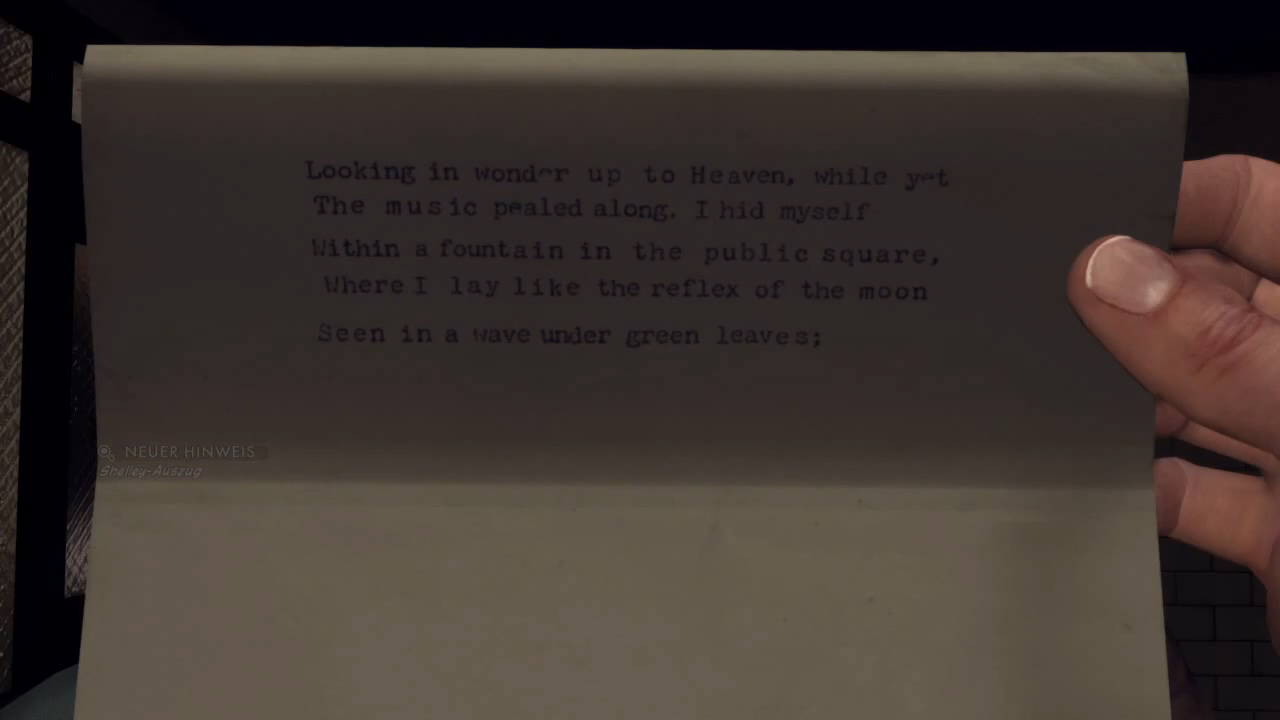 Looking in wonder up to Heaven, while yet
The music pealed along. I hid myself
Within a fountain in the public square,
Where I lay like the reflex of the moon
Seen in a wave under green leaves;
NEUER HINWEIS
Shelley-Auszug